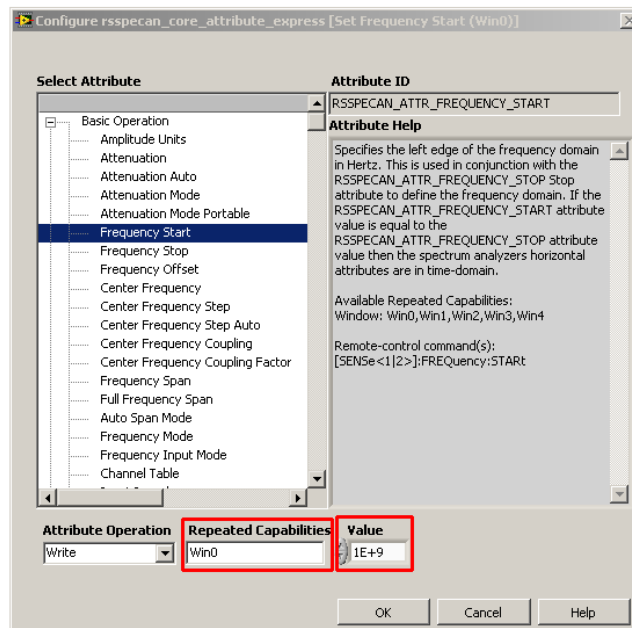 Configure rsspecan_core_attribute_express [Set Frequency Start (Win0)]
Select Attribute
Basic Operation
Amplitude Units
Attenuation
Attenuation Auto
Attenuation Mode
Attenuation Mode Portable
Frequency Start
Frequency Stop
Frequency Offset
Center Frequency
Center Frequency Step
Center Frequency Step Auto
Center Frequency Coupling
Center Frequency Coupling Factor
Frequency Span
Full Frequency Span
Auto Span Mode
Frequency Mode
Frequency Input Mode
Channel Table
Attribute ID
RSSPECAN_ATTR_FREQUENCY_START
Attribute Help
Specifies the left edge of the frequency domain
in Hertz. This is used in conjunction with the
RSSPECAN_ATTR_FREQUENCY_STOP Stop
attribute to define the frequency domain. If the
RSSPECAN_ATTR_FREQUENCY_START attribute
value is equal to the
RSSPECAN_ATTR_FREQUENCY_STOP attribute
value then the spectrum analyzers horizontal
attributes are in time-domain.
Available Repeated Capabilities:
Window: Win0,Win1,Win2,Win3,Win4
Remote-control command(s):
[SENSe<1|2>]:FREQuency:STARt
Attribute Operation
Write
Repeated Capabilities
Win0
Value
1E+9
OK
Cancel
Help